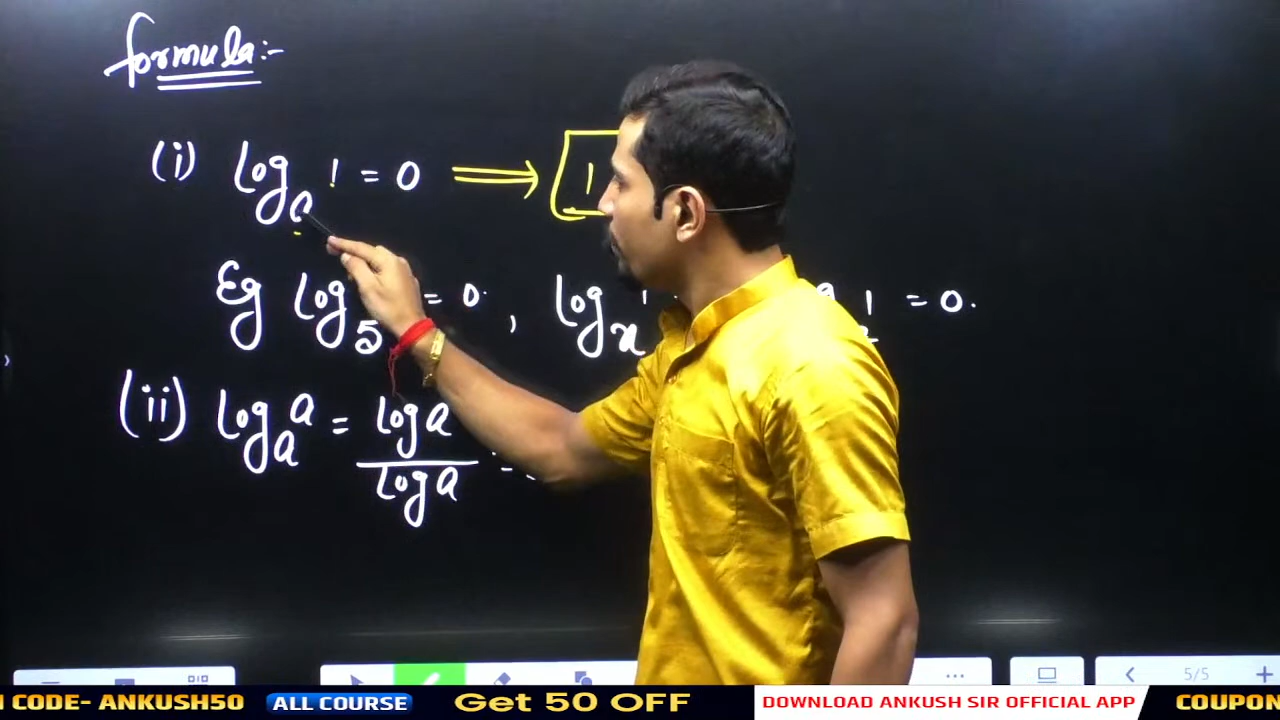 formula:-
(i) log_a 1 = 0 ⟹ 1
Eg log_5 = 0. , log_x 1 1 = 0.
(ii) log_a a = log a / log a =
5/5
N CODE- ANKUSH50 ALL COURSE Get 50 OFF DOWNLOAD ANKUSH SIR OFFICIAL APP COUPON